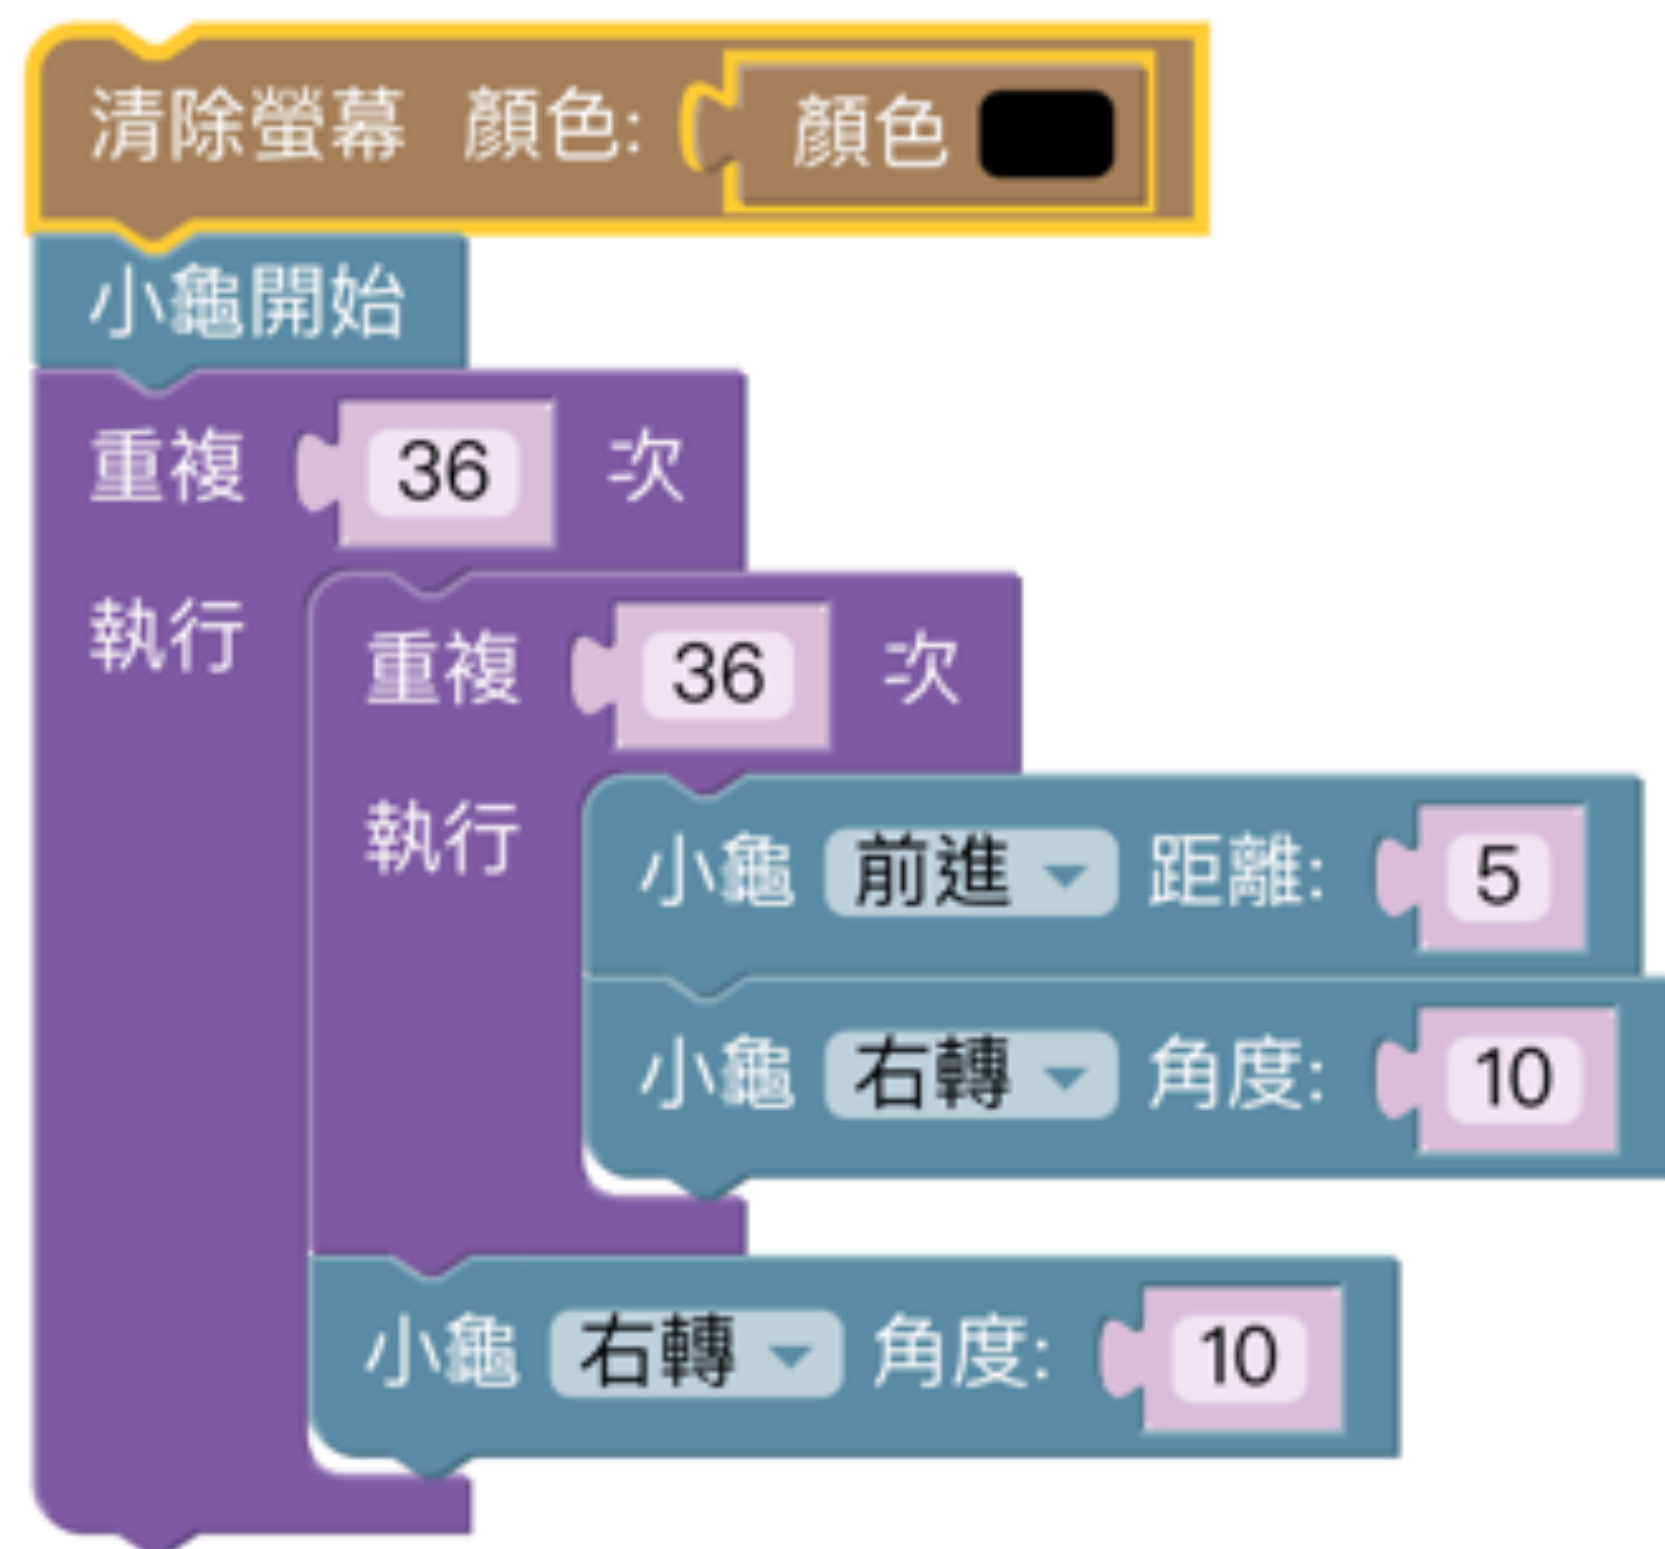 清除螢幕 顏色: 顏色
小龜開始
重複 36 次
執行
重複 36 次
執行
小龜 前進 距離: 5
小龜 右轉 角度: 10
小龜 右轉 角度: 10